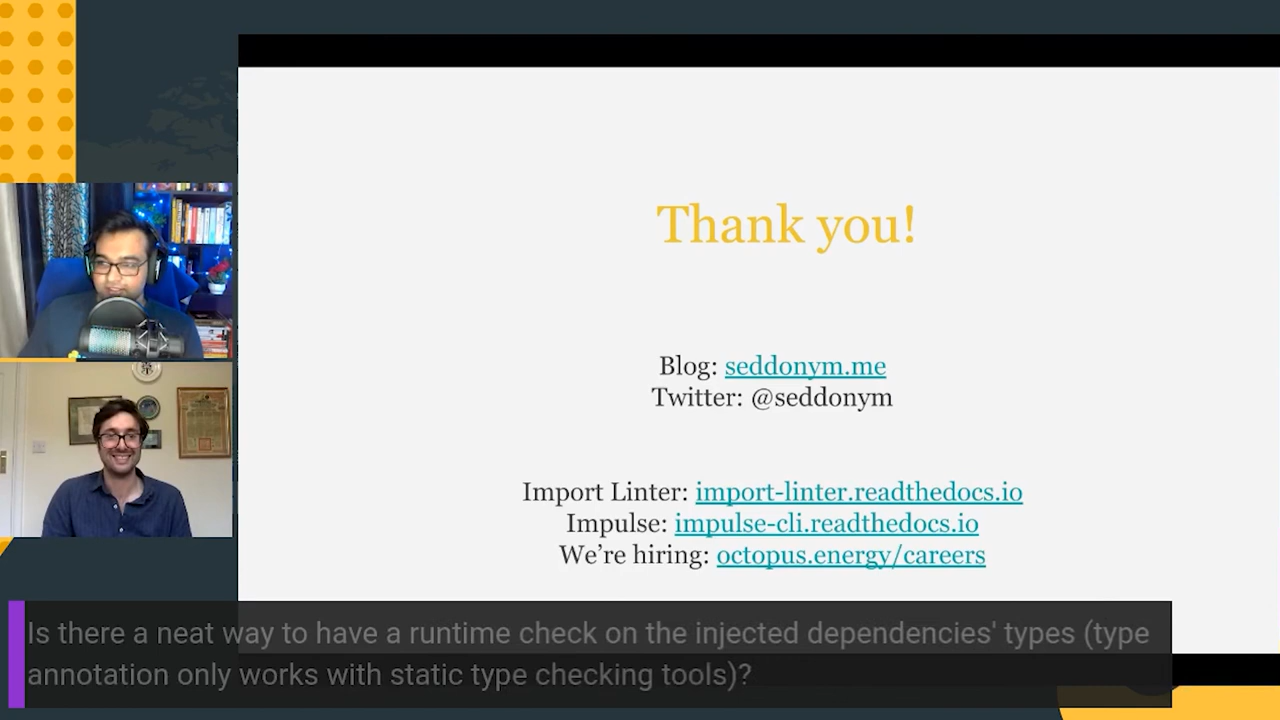 Thank you!
Blog: seddonym.me
Twitter: @seddonym
Import Linter: import-linter.readthedocs.io
Impulse: impulse-cli.readthedocs.io
We’re hiring: octopus.energy/careers
Is there a neat way to have a runtime check on the injected dependencies' types (type
annotation only works with static type checking tools)?